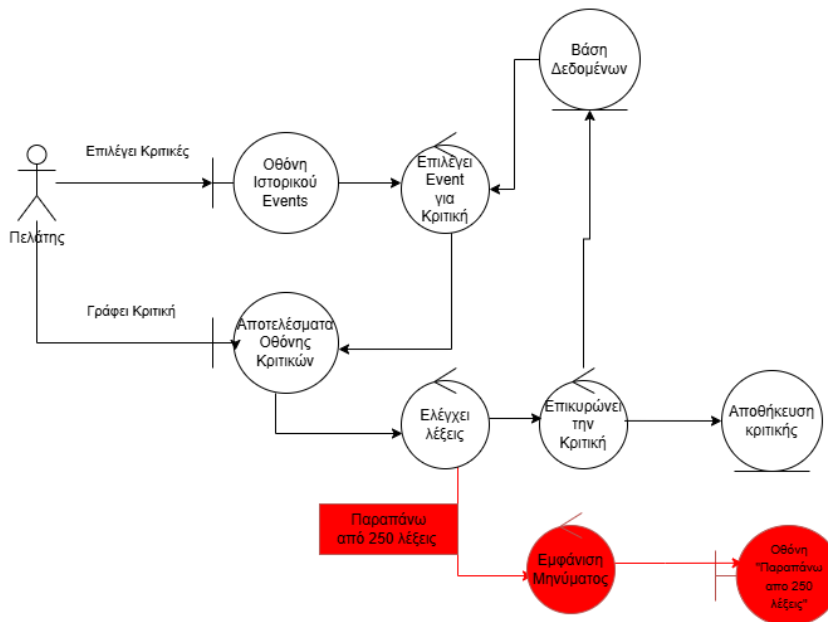 Βάση
Δεδομένων
Επιλέγει Κριτικές
Οθόνη
Ιστορικού
Events
Επιλέγει
Event
για
Κριτική
Πελάτης
Γράφει Κριτική
Αποτελέσματα
Οθόνης
Κριτικών
Ελέγχει
λέξεις
Επικυρώνει
την
Κριτική
Αποθήκευση
κριτικής
Παραπάνω
από 250 λέξεις
Εμφάνιση
Μηνύματος
Οθόνη
"Παραπάνω
απο 250
λέξεις"